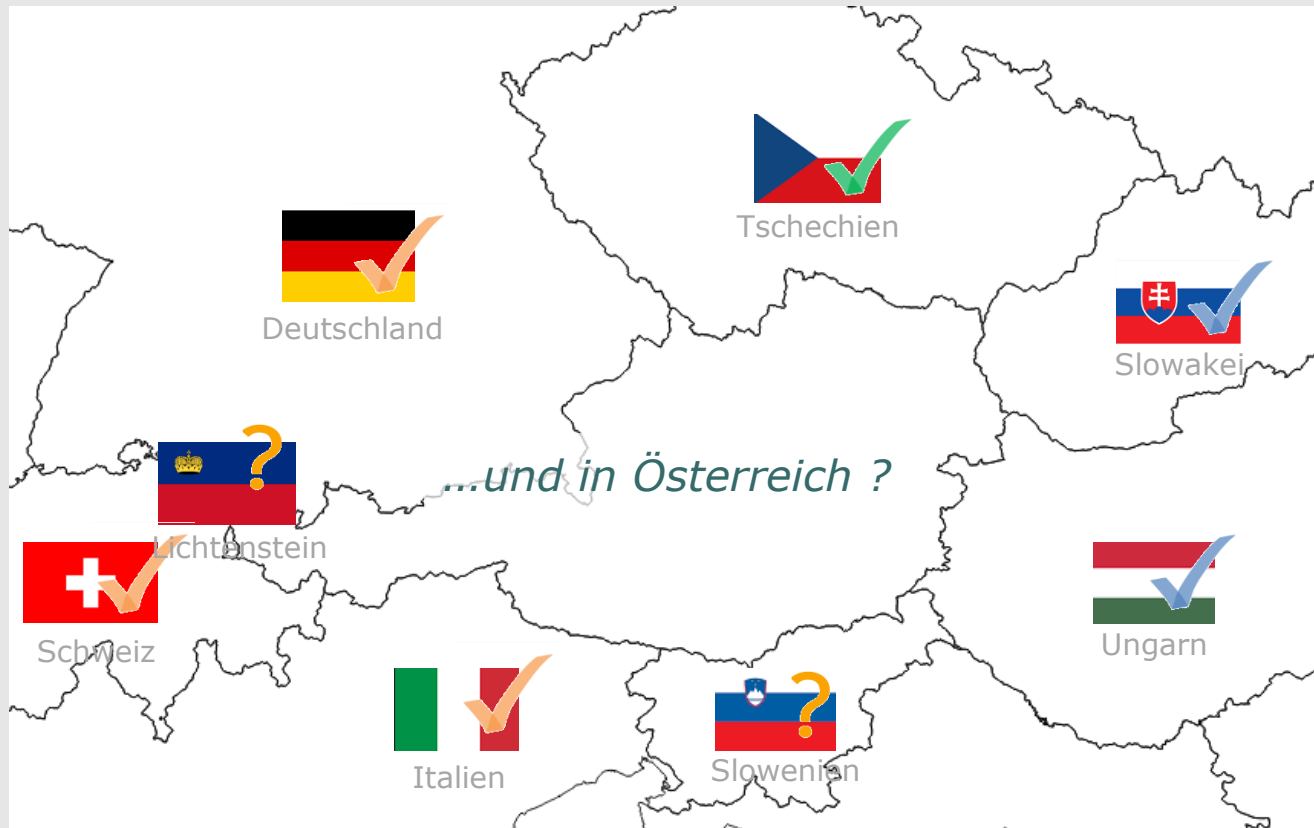 Tschechien
Deutschland
Slowakei
?
...und in Österreich ?
Lichtenstein
Schweiz
Ungarn
?
Italien
Slowenien